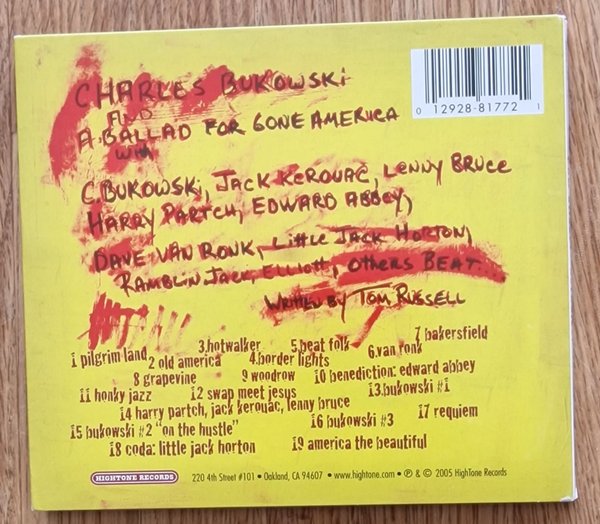 CHARLES BUKOWSKI
AND
A BALLAD FOR GONE AMERICA
WITH
C. BUKOWSKI, JACK KEROUAC, LENNY BRUCE
HARRY PARTCH, EDWARD ABBEY,
DAVE VAN RONK, LITTLE JACK HORTON,
RAMBLIN JACK, ELLIOTT, OTHERS BEAT...
WRITTEN BY TOM RUSSELL
0 12928-81772 1
HT
1 pilgrim land 2 old america 3.hotwalker 4.border lights 5.beat folk 6.van ronk 7 bakersfield
8 grapevine 9 woodrow 10 benediction: edward abbey
11 honky jazz 12 swap meet jesus 13.bukowski #1
14 harry partch, jack kerouac, lenny bruce
15 bukowski #2 "on the hustle" 16 bukowski #3 17 requiem
18 coda: little jack horton 19 america the beautiful
HIGHTONE RECORDS 220 4th Street #101 • Oakland, CA 94607 • www.hightone.com • ℗ & © 2005 HighTone Records